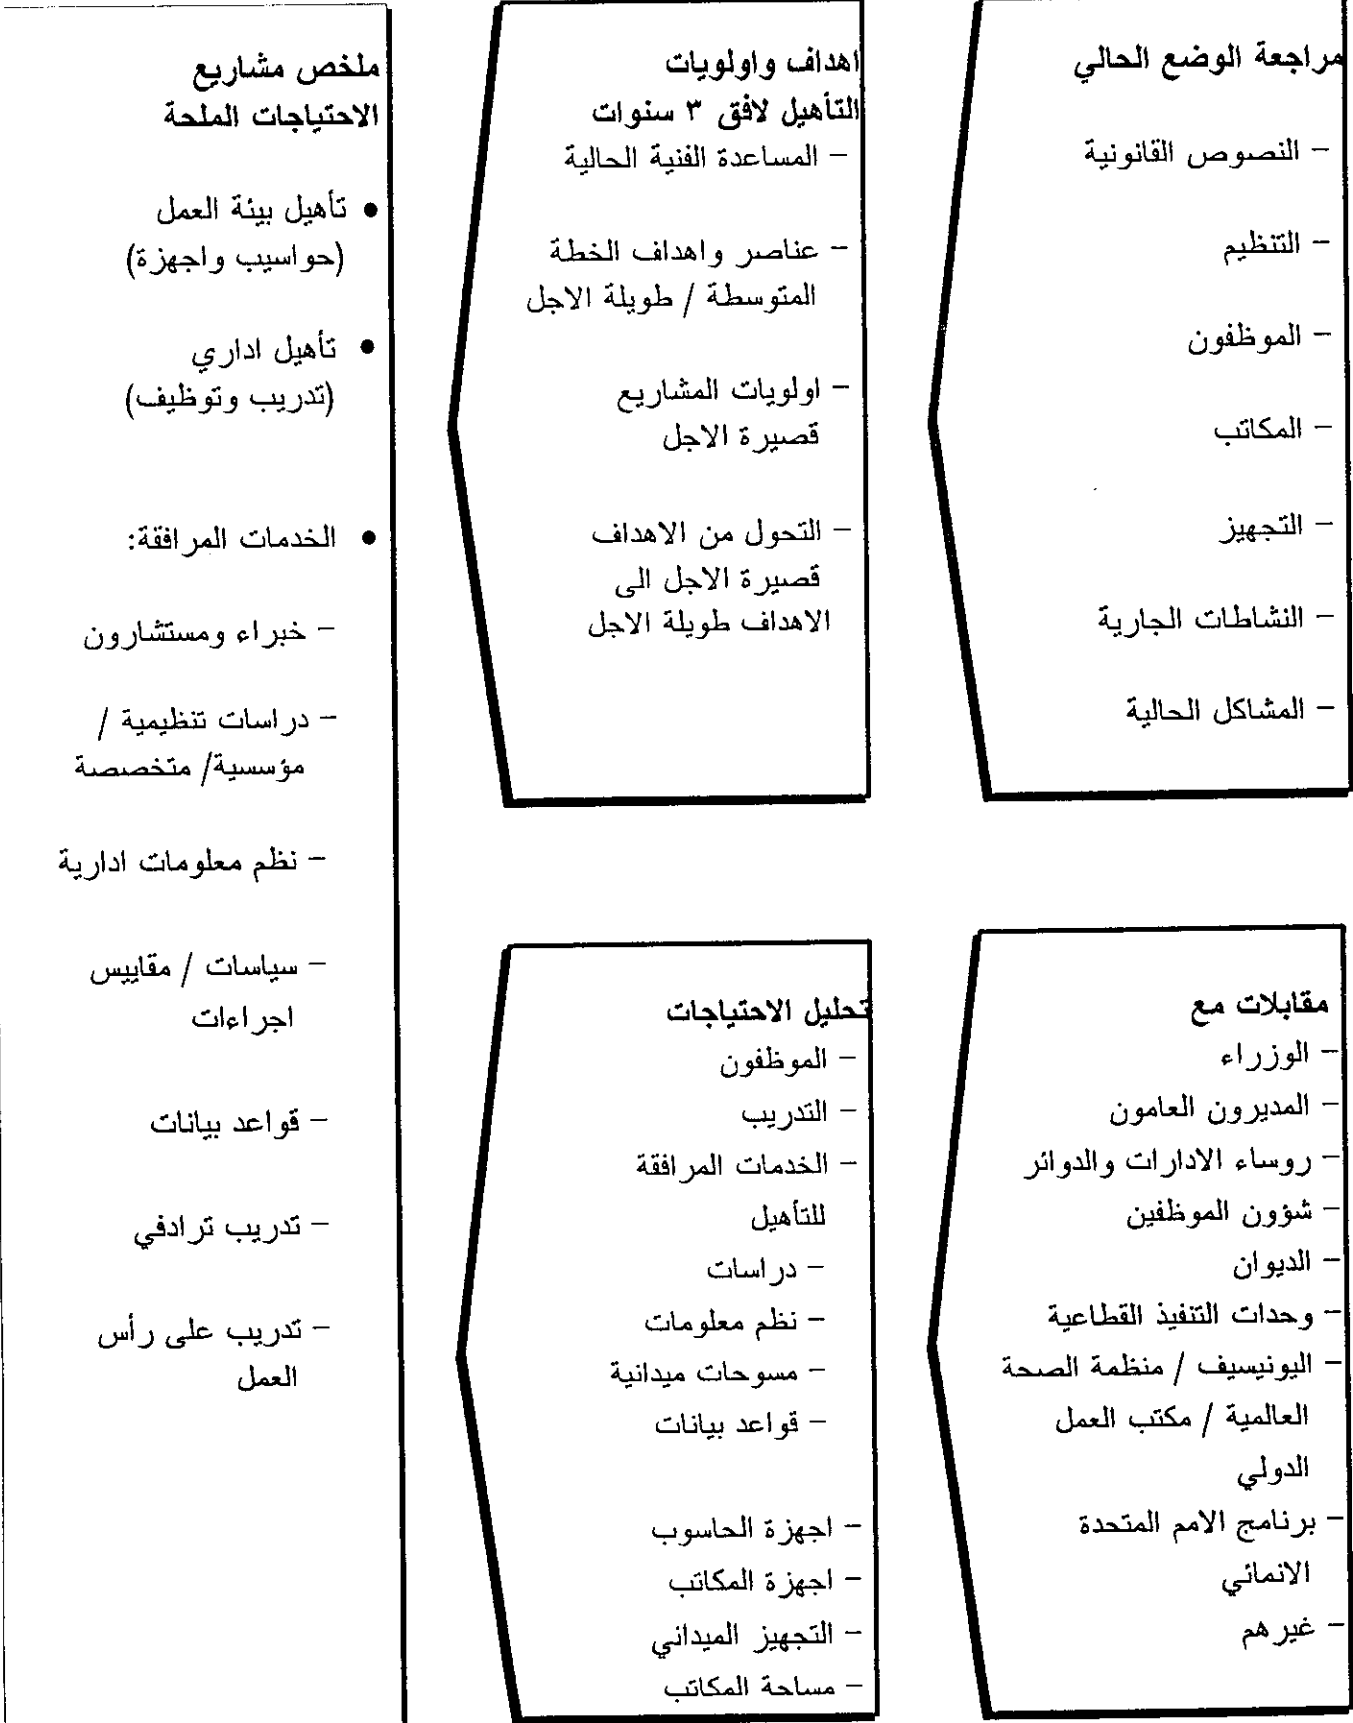 مراجعة الوضع الحالي
– النصوص القانونية
– التنظيم
– الموظفون
– المكاتب
– التجهيز
– النشاطات الجارية
– المشاكل الحالية
مقابلات مع
– الوزراء
– المديرون العامون
– روساء الادارات والدوائر
– شؤون الموظفين
– الديوان
– وحدات التنفيذ القطاعية
– اليونيسيف / منظمة الصحة
العالمية / مكتب العمل
الدولي
– برنامج الامم المتحدة
الانمائي
– غيرهم
اهداف واولويات
التأهيل لافق ٣ سنوات
– المساعدة الفنية الحالية
– عناصر واهداف الخطة
المتوسطة / طويلة الاجل
– اولويات المشاريع
قصيرة الاجل
– التحول من الاهداف
قصيرة الاجل الى
الاهداف طويلة الاجل
تحليل الاحتياجات
– الموظفون
– التدريب
– الخدمات المرافقة
للتأهيل
– دراسات
– نظم معلومات
– مسوحات ميدانية
– قواعد بيانات
– اجهزة الحاسوب
– اجهزة المكاتب
– التجهيز الميداني
– مساحة المكاتب
ملخص مشاريع
الاحتياجات الملحة
● تأهيل بيئة العمل
(حواسيب واجهزة)
● تأهيل اداري
(تدريب وتوظيف)
● الخدمات المرافقة:
– خبراء ومستشارون
– دراسات تنظيمية /
مؤسسية/ متخصصة
– نظم معلومات ادارية
– سياسات / مقاييس
اجراءات
– قواعد بيانات
– تدريب ترادفي
– تدريب على رأس
العمل